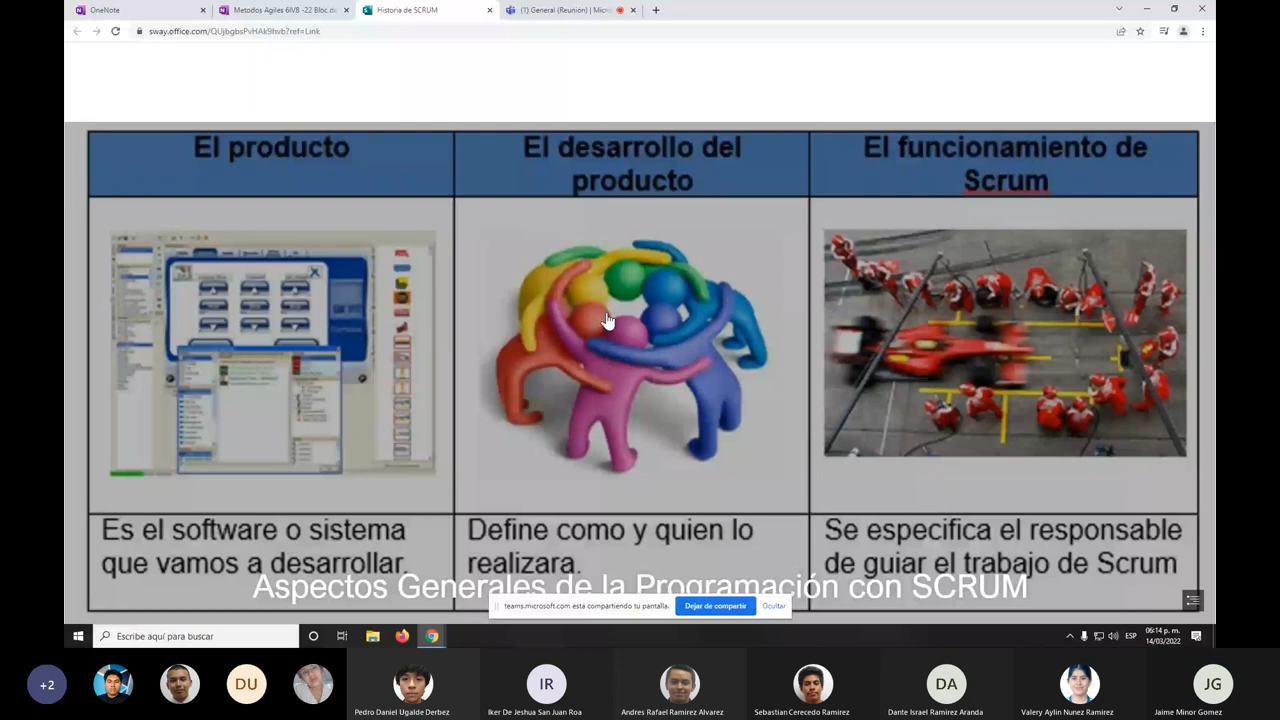 OneNote
Metodos Agiles 6IVB -22 Bloc de
Historia de SCRUM
(1) General (Reunión) | Micro
sway.office.com/QUjbgbsPvHAk9hvb?ref=Link
El producto
El desarrollo del
producto
El funcionamiento de
Scrum
Es el software o sistema
que vamos a desarrollar.
Define como y quien lo
realizara.
Se especifica el responsable
de guiar el trabajo de Scrum
Aspectos Generales de la Programación con SCRUM
teams.microsoft.com está compartiendo tu pantalla.
Dejar de compartir
Ocultar
Escribe aquí para buscar
ESP
06:14 p. m.
14/03/2022
+2
DU
Pedro Daniel Ugalde Derbez
IR
Iker De Jeshua San Juan Roa
Andres Rafael Ramirez Alvarez
Sebastian Cerecedo Ramirez
DA
Dante Israel Ramirez Aranda
Valery Aylin Nunez Ramirez
JG
Jaime Minor Gomez